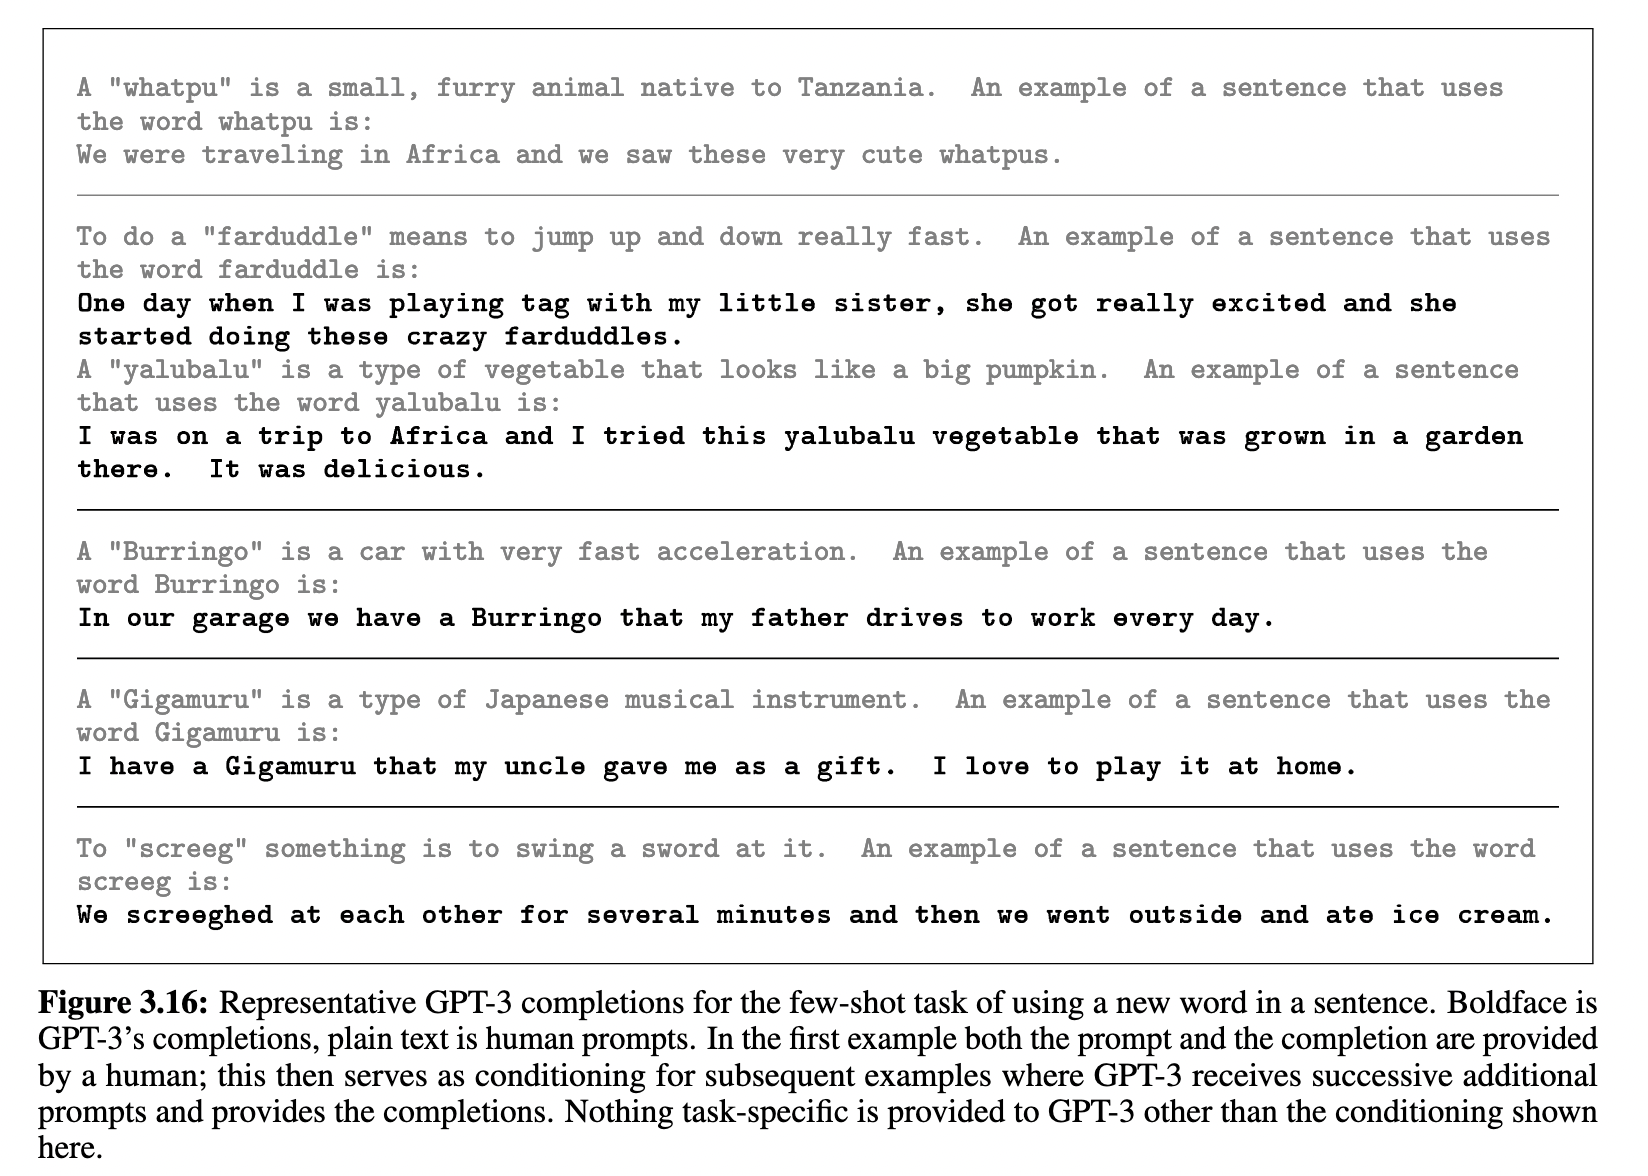 A "whatpu" is a small, furry animal native to Tanzania. An example of a sentence that uses
the word whatpu is:
We were traveling in Africa and we saw these very cute whatpus.
To do a "farduddle" means to jump up and down really fast. An example of a sentence that uses
the word farduddle is:
One day when I was playing tag with my little sister, she got really excited and she
started doing these crazy farduddles.
A "yalubalu" is a type of vegetable that looks like a big pumpkin. An example of a sentence
that uses the word yalubalu is:
I was on a trip to Africa and I tried this yalubalu vegetable that was grown in a garden
there. It was delicious.
A "Burringo" is a car with very fast acceleration. An example of a sentence that uses the
word Burringo is:
In our garage we have a Burringo that my father drives to work every day.
A "Gigamuru" is a type of Japanese musical instrument. An example of a sentence that uses the
word Gigamuru is:
I have a Gigamuru that my uncle gave me as a gift. I love to play it at home.
To "screeg" something is to swing a sword at it. An example of a sentence that uses the word
screeg is:
We screeghed at each other for several minutes and then we went outside and ate ice cream.
Figure 3.16: Representative GPT-3 completions for the few-shot task of using a new word in a sentence. Boldface is
GPT-3’s completions, plain text is human prompts. In the first example both the prompt and the completion are provided
by a human; this then serves as conditioning for subsequent examples where GPT-3 receives successive additional
prompts and provides the completions. Nothing task-specific is provided to GPT-3 other than the conditioning shown
here.